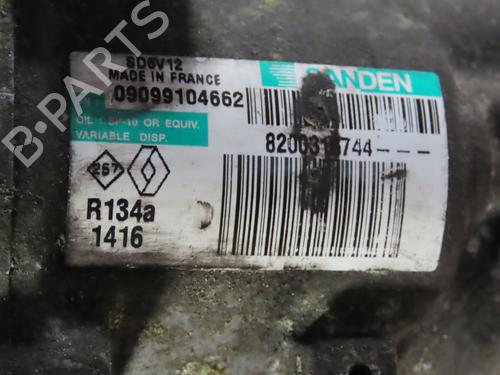 SD6V12
MADE IN FRANCE
SANDEN
09099104662
OIL: SP-10 OR EQUIV.
VARIABLE DISP.
257
R134a
1416
B-PARTS